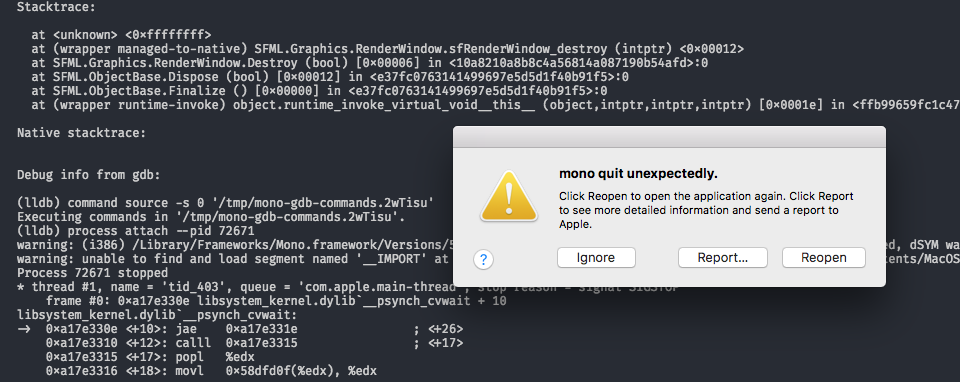 Stacktrace:
at <unknown> <0xffffffff>
at (wrapper managed-to-native) SFML.Graphics.RenderWindow.sfRenderWindow_destroy (intptr) <0x00012>
at SFML.Graphics.RenderWindow.Destroy (bool) [0x00006] in <10a8210a8b8c4a56814a087190b54afd>:0
at SFML.ObjectBase.Dispose (bool) [0x00012] in <e37fc0763141499697e5d5d1f40b91f5>:0
at SFML.ObjectBase.Finalize () [0x00000] in <e37fc0763141499697e5d5d1f40b91f5>:0
at (wrapper runtime-invoke) object.runtime_invoke_virtual_void__this__ (object,intptr,intptr,intptr) [0x0001e] in <ffb99659fc1c47
Native stacktrace:
Debug info from gdb:
(lldb) command source -s 0 '/tmp/mono-gdb-commands.2wTisu'
Executing commands in '/tmp/mono-gdb-commands.2wTisu'.
(lldb) process attach --pid 72671
warning: (i386) /Library/Frameworks/Mono.framework/Versions/5 ed, dSYM wa
warning: unable to find and load segment named '__IMPORT' at tents/MacOS
Process 72671 stopped
* thread #1, name = 'tid_403', queue = 'com.apple.main-thread', stop reason = signal SIGSTOP
frame #0: 0xa17e330e libsystem_kernel.dylib`__psynch_cvwait + 10
libsystem_kernel.dylib`__psynch_cvwait:
-> 0xa17e330e <+10>: jae 0xa17e331e ; <+26>
0xa17e3310 <+12>: calll 0xa17e3315 ; <+17>
0xa17e3315 <+17>: popl %edx
0xa17e3316 <+18>: movl 0x58dfd0f(%edx), %edx
mono quit unexpectedly.
Click Reopen to open the application again. Click Report
to see more detailed information and send a report to
Apple.
?
Ignore
Report...
Reopen